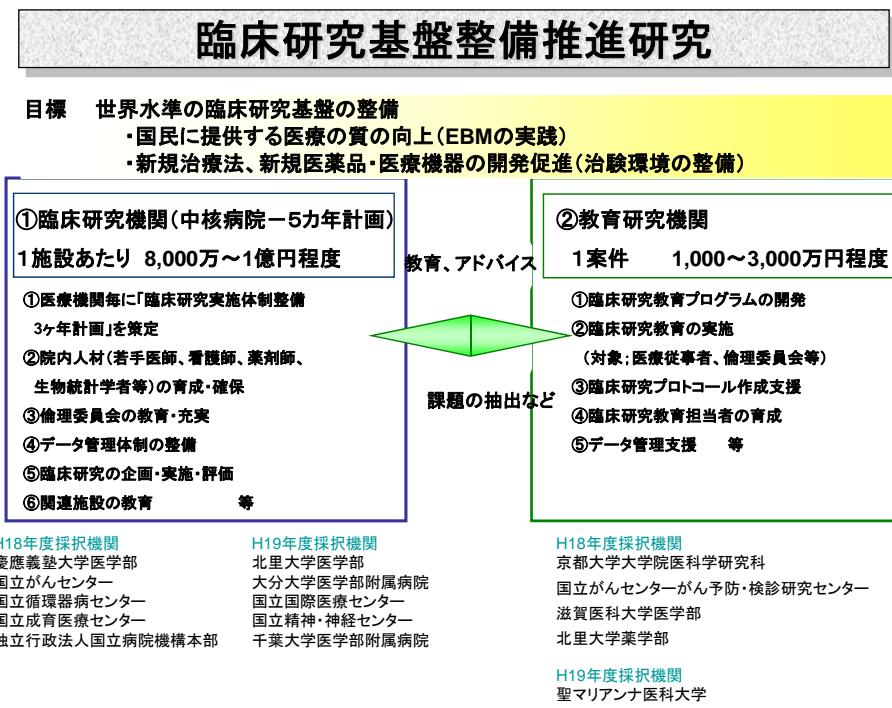 臨床研究基盤整備推進研究
目標　世界水準の臨床研究基盤の整備
・国民に提供する医療の質の向上(EBMの実践)
・新規治療法、新規医薬品・医療機器の開発促進(治験環境の整備)
①臨床研究機関(中核病院－5カ年計画)
1施設あたり 8,000万～1億円程度
①医療機関毎に「臨床研究実施体制整備
3ヶ年計画」を策定
②院内人材(若手医師、看護師、薬剤師、
生物統計学者等)の育成・確保
③倫理委員会の教育・充実
④データ管理体制の整備
⑤臨床研究の企画・実施・評価
⑥関連施設の教育　　　　　等
教育、アドバイス
課題の抽出など
②教育研究機関
1案件　　1,000～3,000万円程度
①臨床研究教育プログラムの開発
②臨床研究教育の実施
(対象;医療従事者、倫理委員会等)
③臨床研究プロトコール作成支援
④臨床研究教育担当者の育成
⑤データ管理支援　　等
H18年度採択機関
慶應義塾大学医学部
国立がんセンター
国立循環器病センター
国立成育医療センター
独立行政法人国立病院機構本部
H19年度採択機関
北里大学医学部
大分大学医学部附属病院
国立国際医療センター
国立精神・神経センター
千葉大学医学部附属病院
H18年度採択機関
京都大学大学院医科学研究科
国立がんセンターがん予防・検診研究センター
滋賀医科大学医学部
北里大学薬学部
H19年度採択機関
聖マリアンナ医科大学